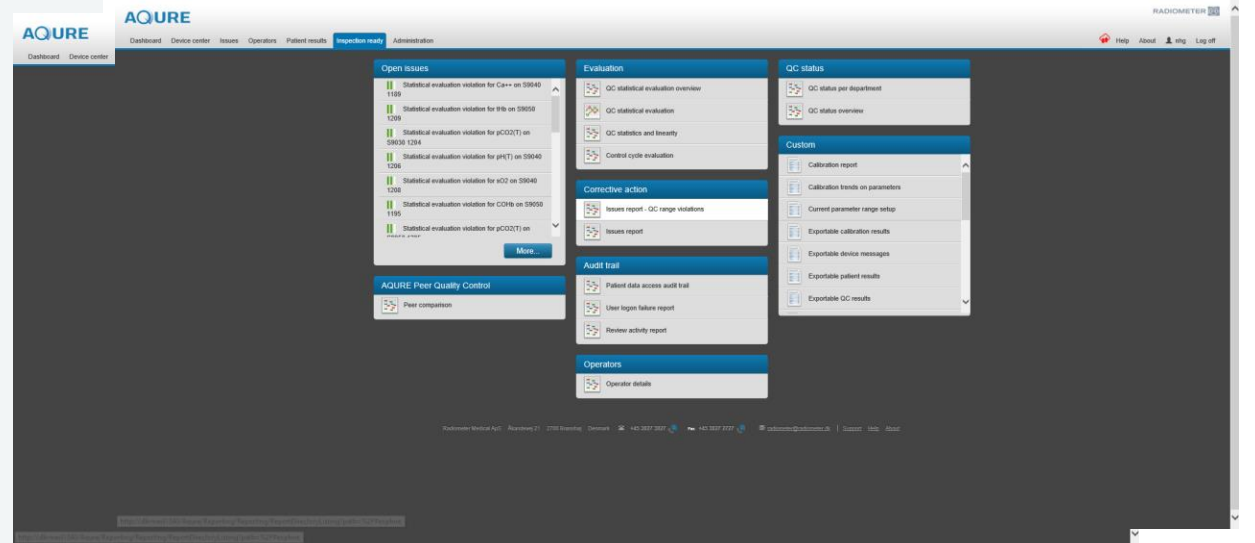 AQURE
Dashboard Device center
AQURE
RADIOMETER
Dashboard Device center Issues Operators Patient results Inspection ready Administration
Help About Log off
Open issues
Statistical evaluation violation for Ca++ on S9040
1189
Statistical evaluation violation for tHb on S9050
1209
Statistical evaluation violation for pCO2(T) on
S9030 1204
Statistical evaluation violation for pH(T) on S9040
1206
Statistical evaluation violation for sO2 on S9040
1208
Statistical evaluation violation for COHb on S9050
1195
Statistical evaluation violation for pCO2(T) on
More...
AQURE Peer Quality Control
Peer comparison
Evaluation
QC statistical evaluation overview
QC statistical evaluation
QC statistics and linearity
Control cycle evaluation
Corrective action
Issues report - QC range violations
Issues report
Audit trail
Patient data access audit trail
User logon failure report
Review activity report
Operators
Operator details
QC status
QC status per department
QC status overview
Custom
Calibration report
Calibration trends on parameters
Current parameter range setup
Exportable calibration results
Exportable device messages
Exportable patient results
Exportable QC results
Radiometer Medical ApS Denmark | Support Help About